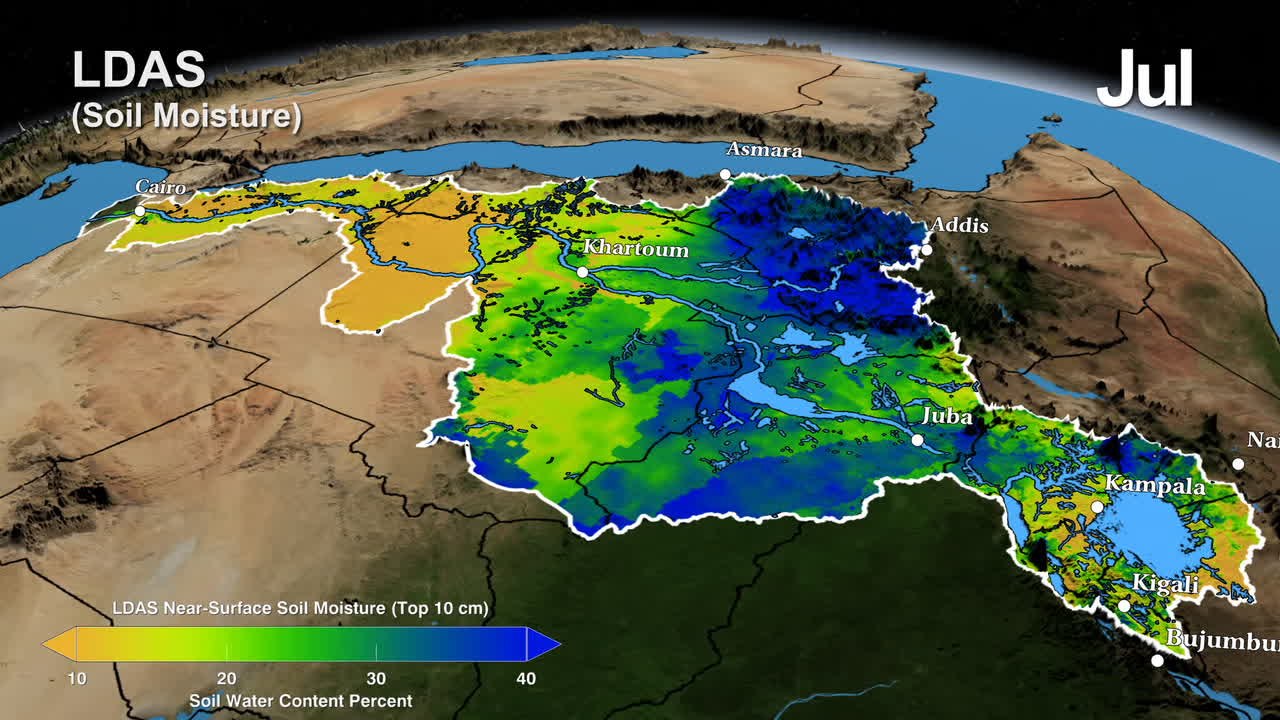 LDAS
(Soil Moisture)
Jul
Asmara
Cairo
Addis
Khartoum
Juba
Nai
Kampala
Kigali
Bujumbur
LDAS Near-Surface Soil Moisture (Top 10 cm)
10 20 30 40
Soil Water Content Percent